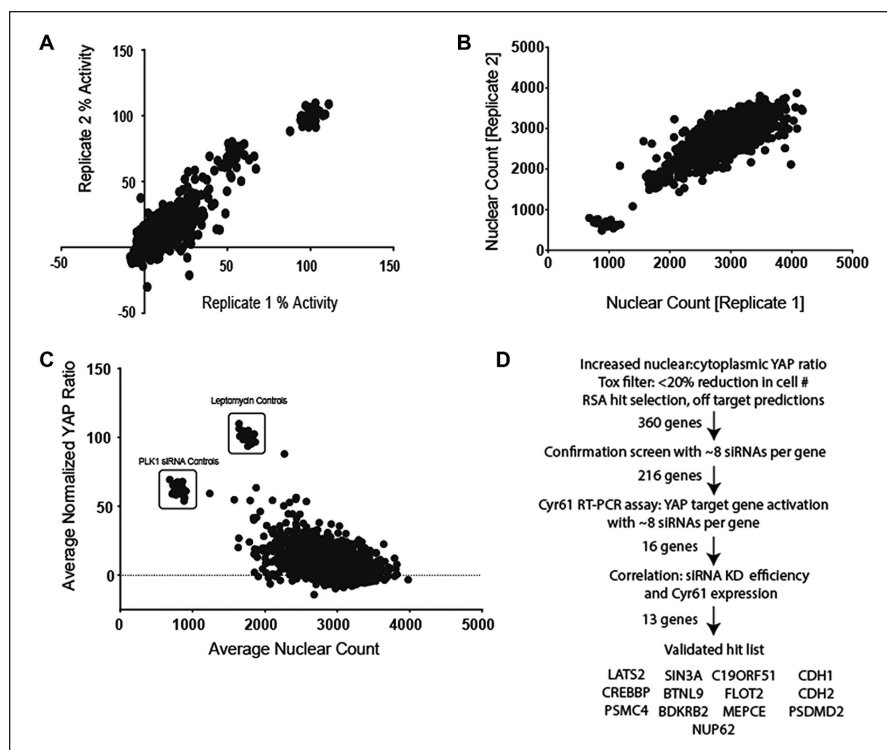 A
Replicate 2 % Activity
150
100
50
-50
50
100
150
-50
Replicate 1 % Activity
B
Nuclear Count [Replicate 2]
5000
4000
3000
2000
1000
0
0
1000
2000
3000
4000
5000
Nuclear Count [Replicate 1]
C
Average Normalized YAP Ratio
150
100
50
0
Leptomycin Controls
PLK1 siRNA Controls
0
1000
2000
3000
4000
5000
Average Nuclear Count
D
Increased nuclear:cytoplasmic YAP ratio
Tox filter: <20% reduction in cell #
RSA hit selection, off target predictions
360 genes
Confirmation screen with ~8 siRNAs per gene
216 genes
Cyr61 RT-PCR assay: YAP target gene activation
with ~8 siRNAs per gene
16 genes
Correlation: siRNA KD efficiency
and Cyr61 expression
13 genes
Validated hit list
LATS2 SIN3A C19ORF51 CDH1
CREBBP BTNL9 FLOT2 CDH2
PSMC4 BDKRB2 MEPCE PSDMD2
NUP62